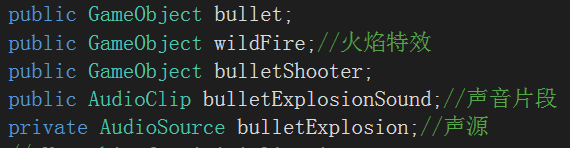 public GameObject bullet;
public GameObject wildFire;//火焰特效
public GameObject bulletShooter;
public AudioClip bulletExplosionSound;//声音片段
private AudioSource bulletExplosion;//声源